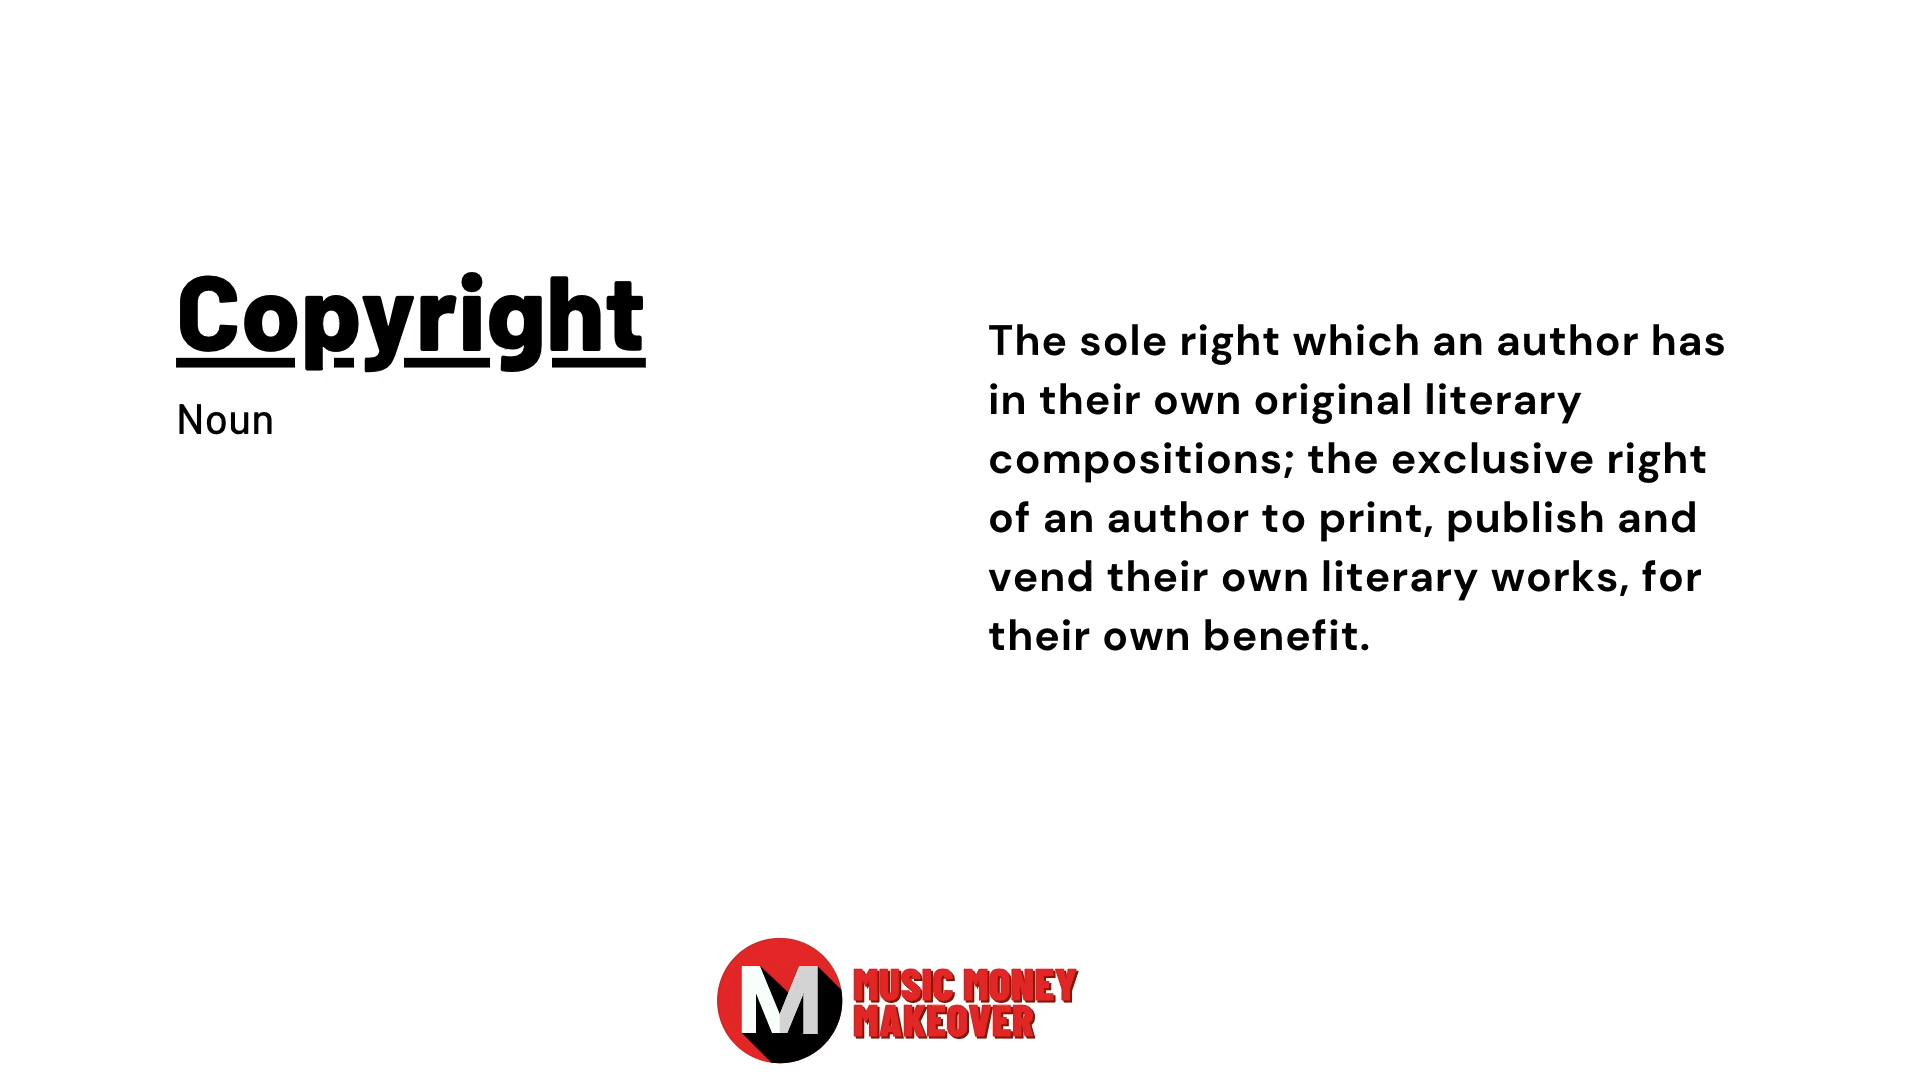 Copyright
Noun
The sole right which an author has
in their own original literary
compositions; the exclusive right
of an author to print, publish and
vend their own literary works, for
their own benefit.
M
MUSIC MONEY
MAKEOVER